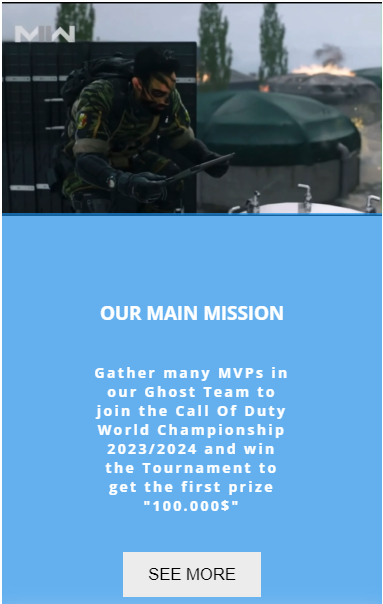 MW
OUR MAIN MISSION
Gather many MVPs in
our Ghost Team to
join the Call Of Duty
World Championship
2023/2024 and win
the Tournament to
get the first prize
"100.000$"
SEE MORE